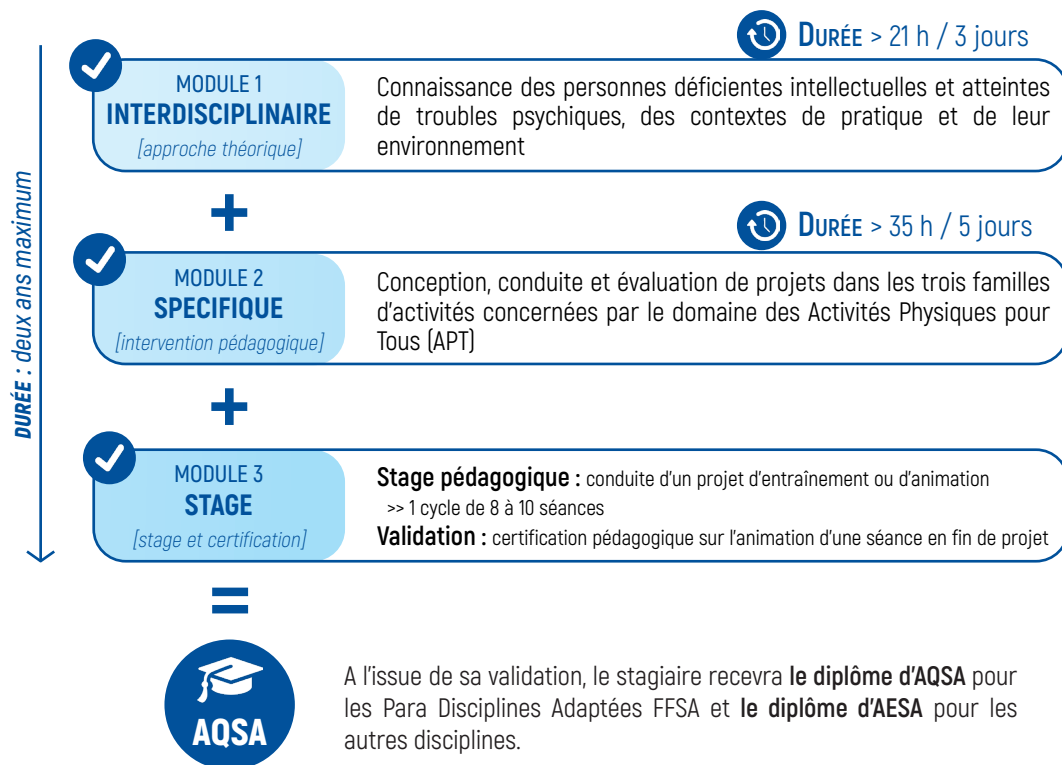 DURÉE > 21 h / 3 jours
MODULE 1
INTERDISCIPLINAIRE
[approche théorique]
Connaissance des personnes déficientes intellectuelles et atteintes
de troubles psychiques, des contextes de pratique et de leur
environnement
+
DURÉE > 35 h / 5 jours
MODULE 2
SPECIFIQUE
[intervention pédagogique]
Conception, conduite et évaluation de projets dans les trois familles
d'activités concernées par le domaine des Activités Physiques pour
Tous (APT)
+
DURÉE : deux ans maximum
MODULE 3
STAGE
[stage et certification]
Stage pédagogique : conduite d'un projet d'entraînement ou d'animation
>> 1 cycle de 8 à 10 séances
Validation : certification pédagogique sur l'animation d'une séance en fin de projet
=
AQSA
A l'issue de sa validation, le stagiaire recevra le diplôme d'AQSA pour
les Para Disciplines Adaptées FFSA et le diplôme d'AESA pour les
autres disciplines.